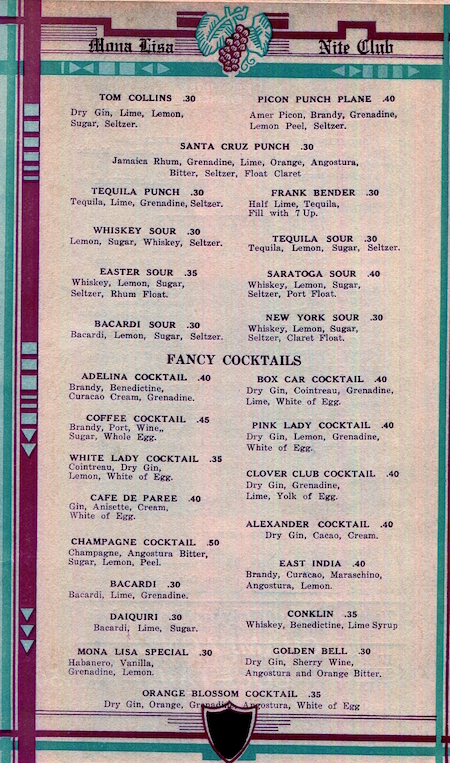 Mona Lisa Nite Club
TOM COLLINS .30
Dry Gin, Lime, Lemon,
Sugar, Seltzer.
PICON PUNCH PLANE .40
Amer Picon, Brandy, Grenadine,
Lemon Peel, Seltzer.
SANTA CRUZ PUNCH .30
Jamaica Rhum, Grenadine, Lime, Orange, Angostura,
Bitter, Seltzer, Float Claret
TEQUILA PUNCH .30
Tequila, Lime, Grenadine, Seltzer.
FRANK BENDER .30
Half Lime, Tequila,
Fill with 7 Up.
WHISKEY SOUR .30
Lemon, Sugar, Whiskey, Seltzer.
TEQUILA SOUR .30
Tequila, Lemon, Sugar, Seltzer.
EASTER SOUR .35
Whiskey, Lemon, Sugar,
Seltzer, Rhum Float.
SARATOGA SOUR .40
Whiskey, Lemon, Sugar,
Seltzer, Port Float.
BACARDI SOUR .30
Bacardi, Lemon, Sugar, Seltzer.
NEW YORK SOUR .30
Whiskey, Lemon, Sugar,
Seltzer, Claret Float.
FANCY COCKTAILS
ADELINA COCKTAIL .40
Brandy, Benedictine,
Curacao Cream, Grenadine.
BOX CAR COCKTAIL .40
Dry Gin, Cointreau, Grenadine,
Lime, White of Egg.
COFFEE COCKTAIL .45
Brandy, Port, Wine,,
Sugar, Whole Egg.
PINK LADY COCKTAIL .40
Dry Gin, Lemon, Grenadine,
White of Egg.
WHITE LADY COCKTAIL .35
Cointreau, Dry Gin,
Lemon, White of Egg.
CLOVER CLUB COCKTAIL .40
Dry Gin, Grenadine,
Lime, Yolk of Egg.
CAFE DE PAREE .40
Gin, Anisette, Cream,
White of Egg.
ALEXANDER COCKTAIL .40
Dry Gin, Cacao, Cream.
CHAMPAGNE COCKTAIL .50
Champagne, Angostura Bitter,
Sugar, Lemon, Peel.
EAST INDIA .40
Brandy, Curacao, Maraschino,
Angostura, Lemon.
BACARDI .30
Bacardi, Lime, Grenadine.
DAIQUIRI .30
Bacardi, Lime, Sugar.
CONKLIN .35
Whiskey, Benedictine, Lime Syrup
MONA LISA SPECIAL .30
Habanero, Vanilla,
Grenadine, Lemon.
GOLDEN BELL .30
Dry Gin, Sherry Wine,
Angostura and Orange Bitter.
ORANGE BLOSSOM COCKTAIL .35
Dry Gin, Orange, Grenadine, Angostura, White of Egg